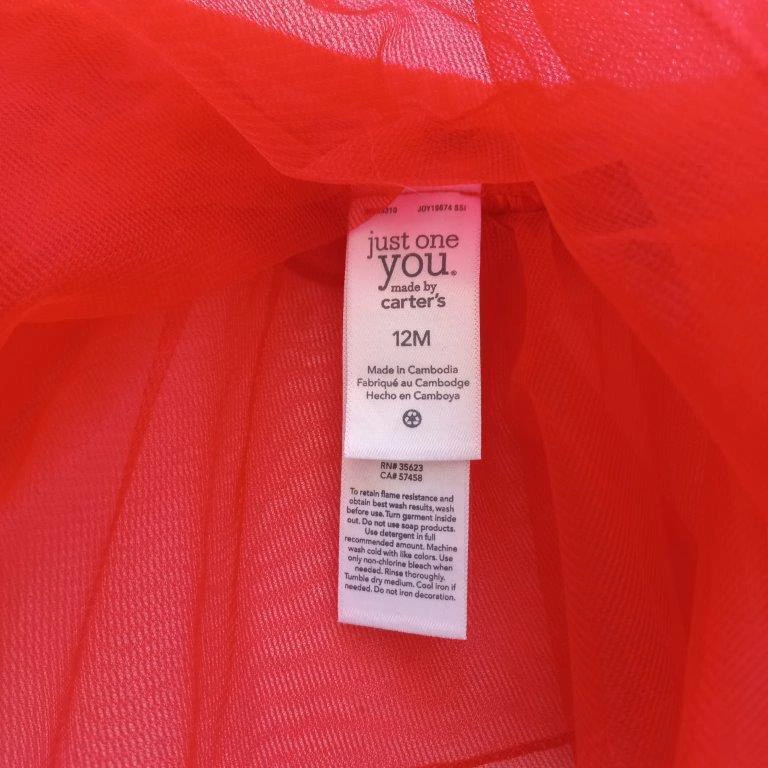 JOY19874 SSI
just one
you®
made by
carter's
12M
Made in Cambodia
Fabriqué au Cambodge
Hecho en Camboya
RN# 35623
CA# 57458
To retain flame resistance and
obtain best wash results, wash
before use. Turn garment inside
out. Do not use soap products.
Use detergent in full
recommended amount. Machine
wash cold with like colors. Use
only non-chlorine bleach when
needed. Rinse thoroughly.
Tumble dry medium. Cool iron if
needed. Do not iron decoration.